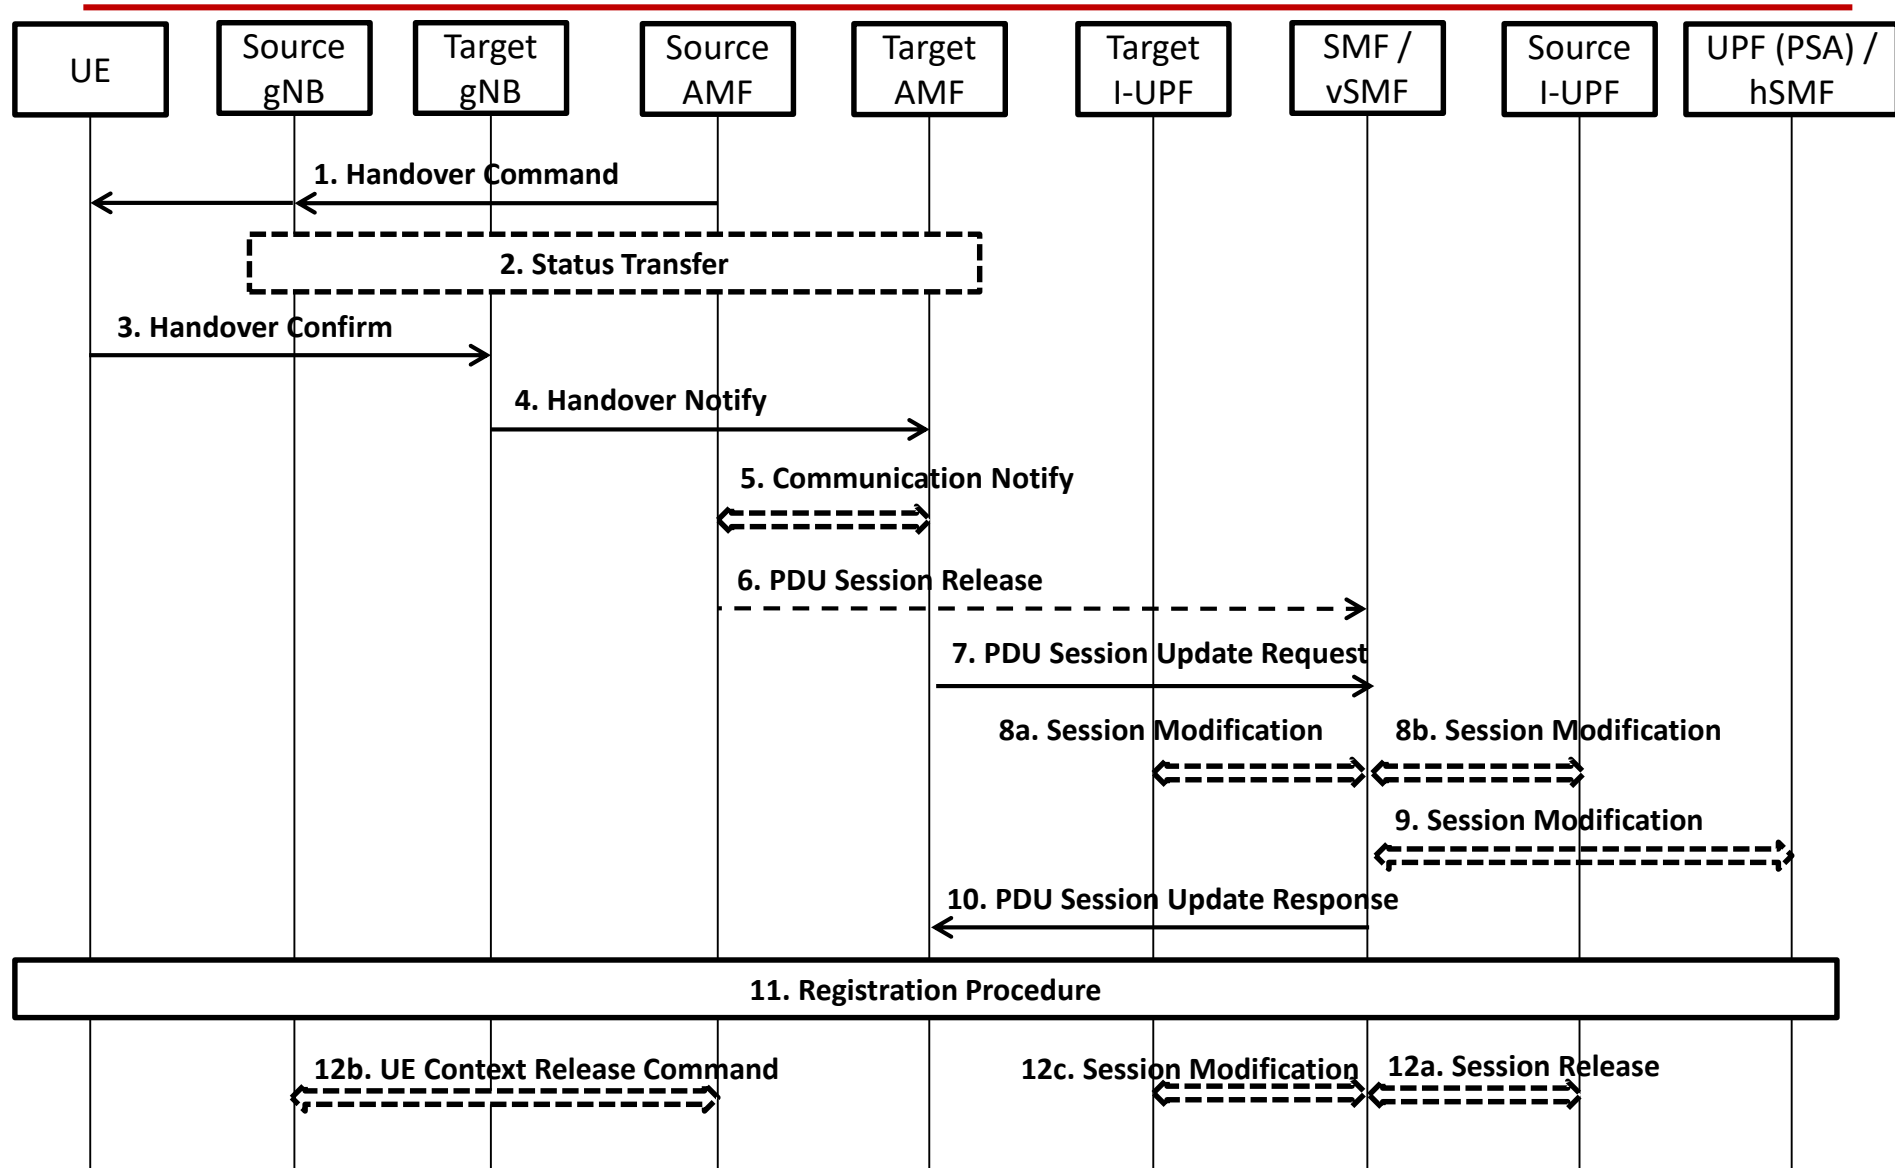 UE
Source
gNB
Target
gNB
Source
AMF
Target
AMF
Target
I-UPF
SMF /
vSMF
Source
I-UPF
UPF (PSA) /
hSMF
1. Handover Command
2. Status Transfer
3. Handover Confirm
4. Handover Notify
5. Communication Notify
6. PDU Session Release
7. PDU Session Update Request
8a. Session Modification
8b. Session Modification
9. Session Modification
10. PDU Session Update Response
11. Registration Procedure
12b. UE Context Release Command
12c. Session Modification
12a. Session Release